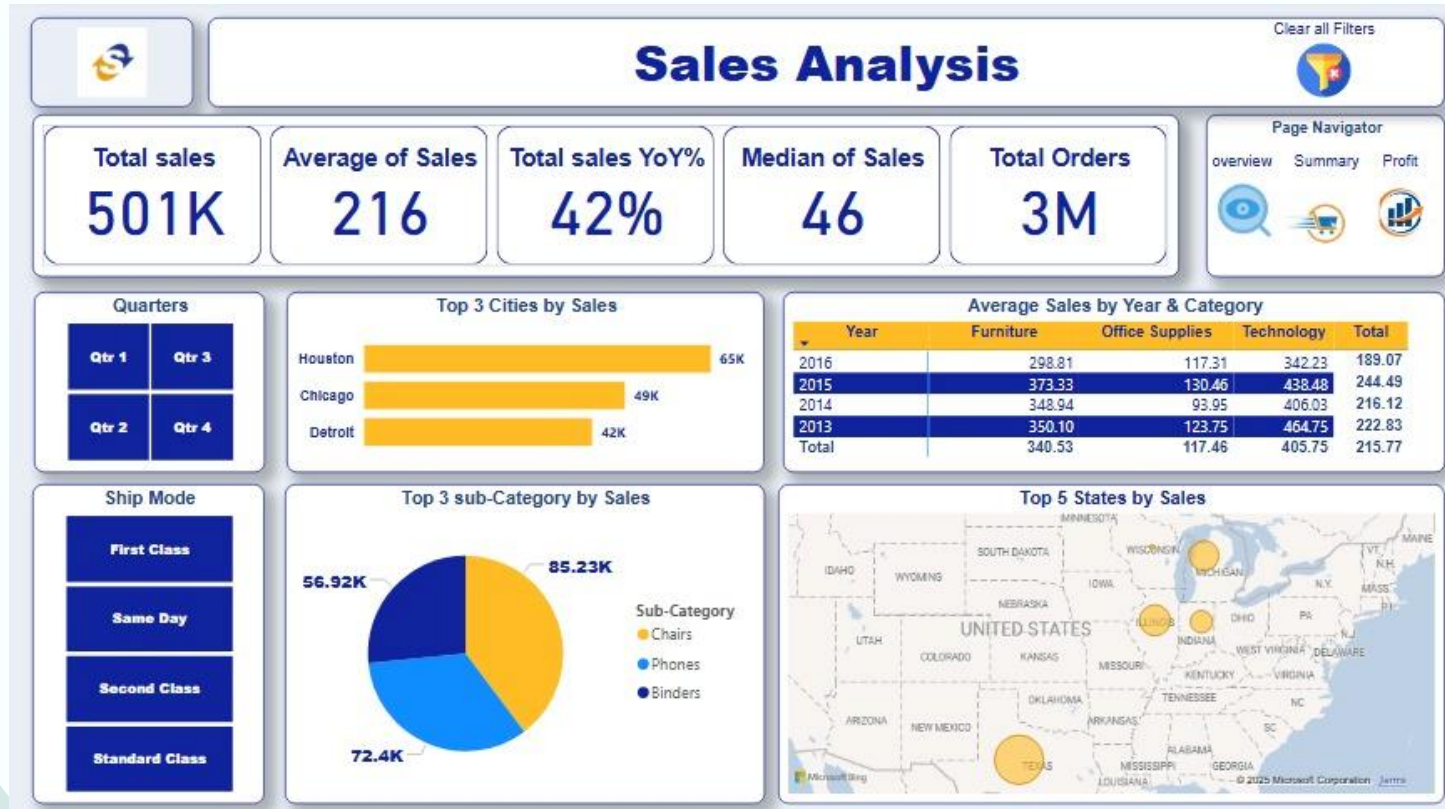 Sales Analysis
Clear all Filters
Total sales
501K
Average of Sales
216
Total sales YoY%
42%
Median of Sales
46
Total Orders
3M
Page Navigator
overview Summary Profit
Quarters
Qtr 1 Qtr 3
Qtr 2 Qtr 4
Top 3 Cities by Sales
Houston 65K
Chicago 49K
Detroit 42K
Average Sales by Year & Category
Year Furniture Office Supplies Technology Total
2016 298.81 117.31 342.23 189.07
2015 373.33 130.46 438.48 244.49
2014 348.94 93.95 406.03 216.12
2013 350.10 123.75 464.75 222.83
Total 340.53 117.46 405.75 215.77
Ship Mode
First Class
Same Day
Second Class
Standard Class
Top 3 sub-Category by Sales
85.23K
56.92K
72.4K
Sub-Category
Chairs
Phones
Binders
Top 5 States by Sales
MINNESOTA
SOUTH DAKOTA
WISCONSIN
MAINE
IDAHO
WYOMING
MICHIGAN
VT.
N.H.
IOWA
N.Y.
MASS
NEBRASKA
R.I.
UNITED STATES
ILLINOIS
OHIO
PA
UTAH
INDIANA
N.J.
COLORADO
KANSAS
MISSOURI
WEST VIRGINIA
DELAWARE
KENTUCKY
VIRGINIA
OKLAHOMA
TENNESSEE
NC
ARIZONA
NEW MEXICO
ARKANSAS
SC
ALABAMA
TEXAS
MISSISSIPPI
GEORGIA
LOUISIANA
Microsoft Bing
© 2025 Microsoft Corporation Terms